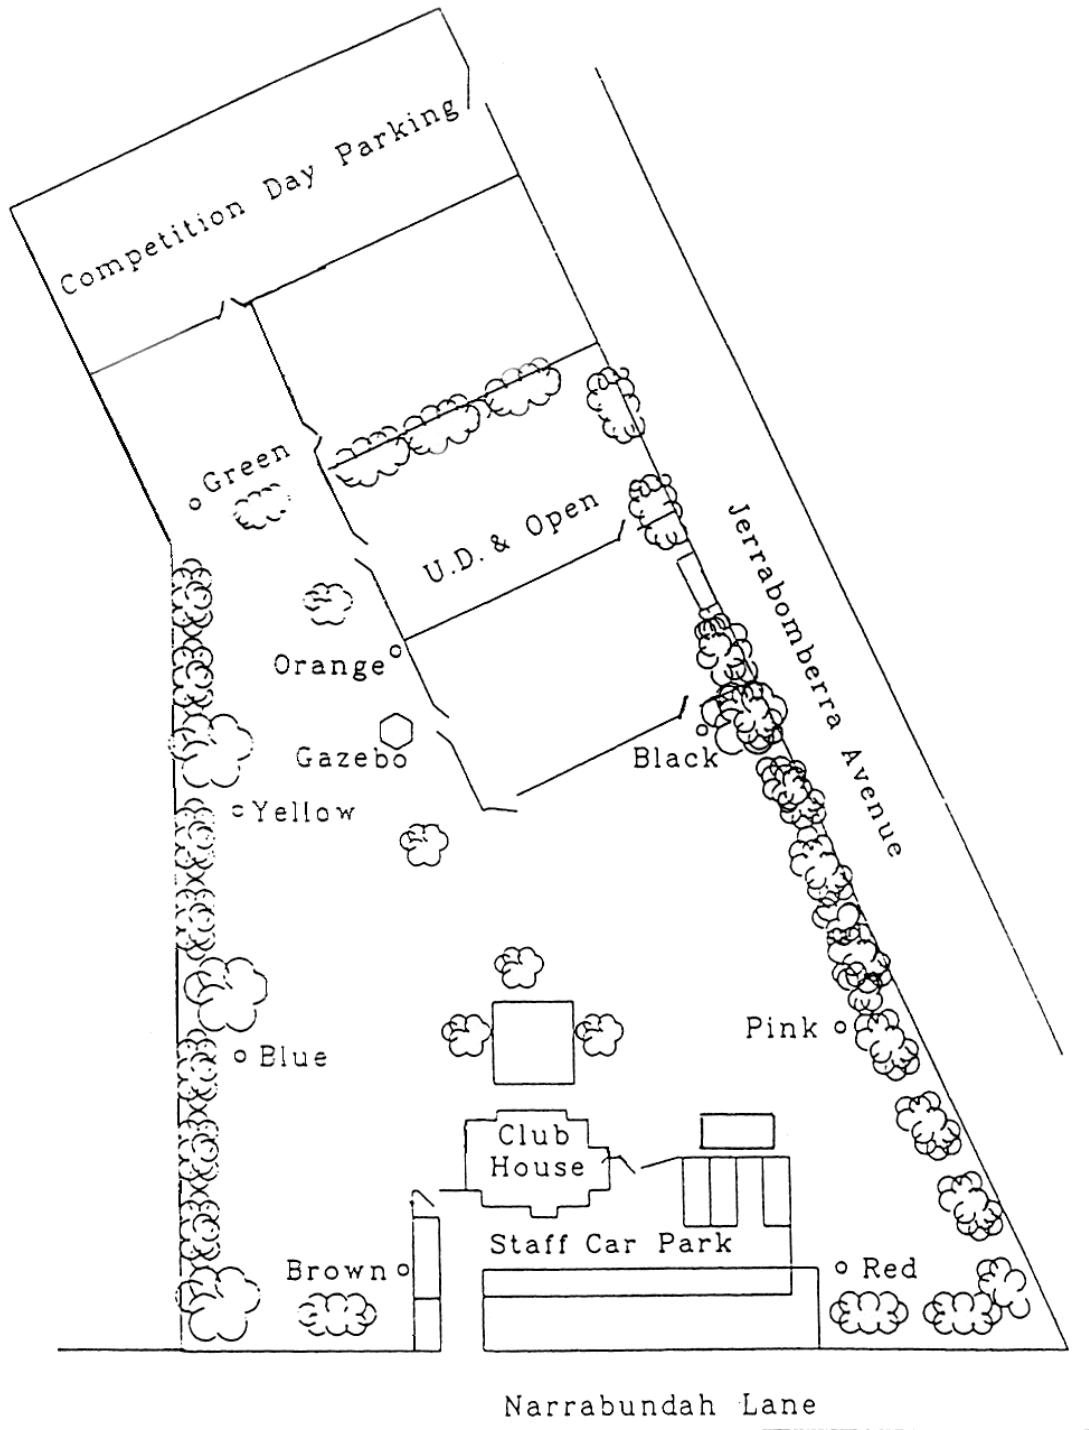 Competition Day Parking
Green
U.D. & Open
Jerrabomberra Avenue
Orange
Gazebo
Black
Yellow
Pink
Blue
Club
House
Staff Car Park
Brown
Red
Narrabundah Lane